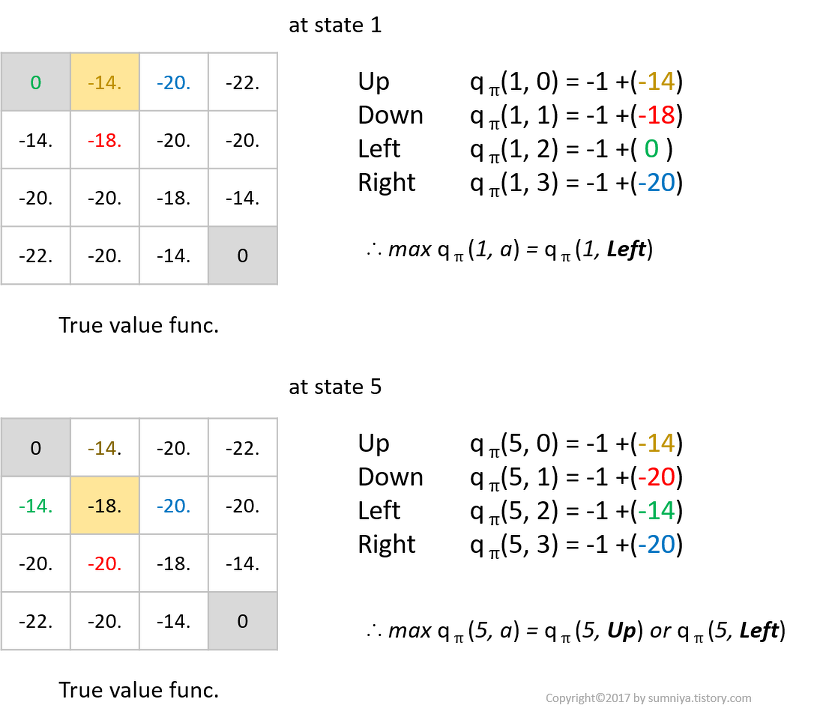 at state 1
0 -14. -20. -22.
-14. -18. -20. -20.
-20. -20. -18. -14.
-22. -20. -14. 0
True value func.
Up q π(1, 0) = -1 +(-14)
Down q π(1, 1) = -1 +(-18)
Left q π(1, 2) = -1 +( 0 )
Right q π(1, 3) = -1 +(-20)
∴ max q π (1, a) = q π (1, Left)
at state 5
0 -14. -20. -22.
-14. -18. -20. -20.
-20. -20. -18. -14.
-22. -20. -14. 0
True value func.
Up q π(5, 0) = -1 +(-14)
Down q π(5, 1) = -1 +(-20)
Left q π(5, 2) = -1 +(-14)
Right q π(5, 3) = -1 +(-20)
∴ max q π (5, a) = q π (5, Up) or q π (5, Left)
Copyright©2017 by sumniya.tistory.com